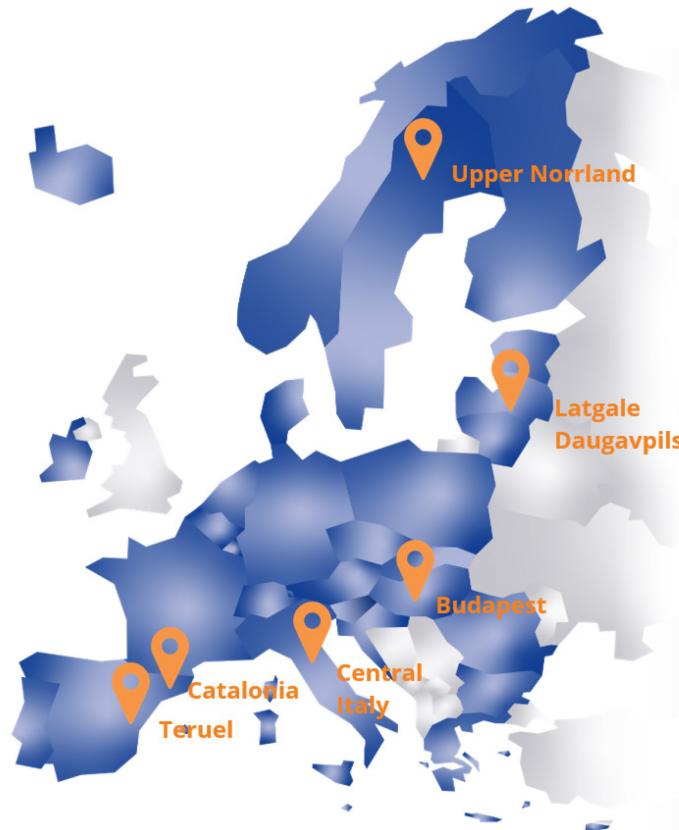 Upper Norrland
Latgale
Daugavpils
Budapest
Central
Italy
Catalonia
Teruel